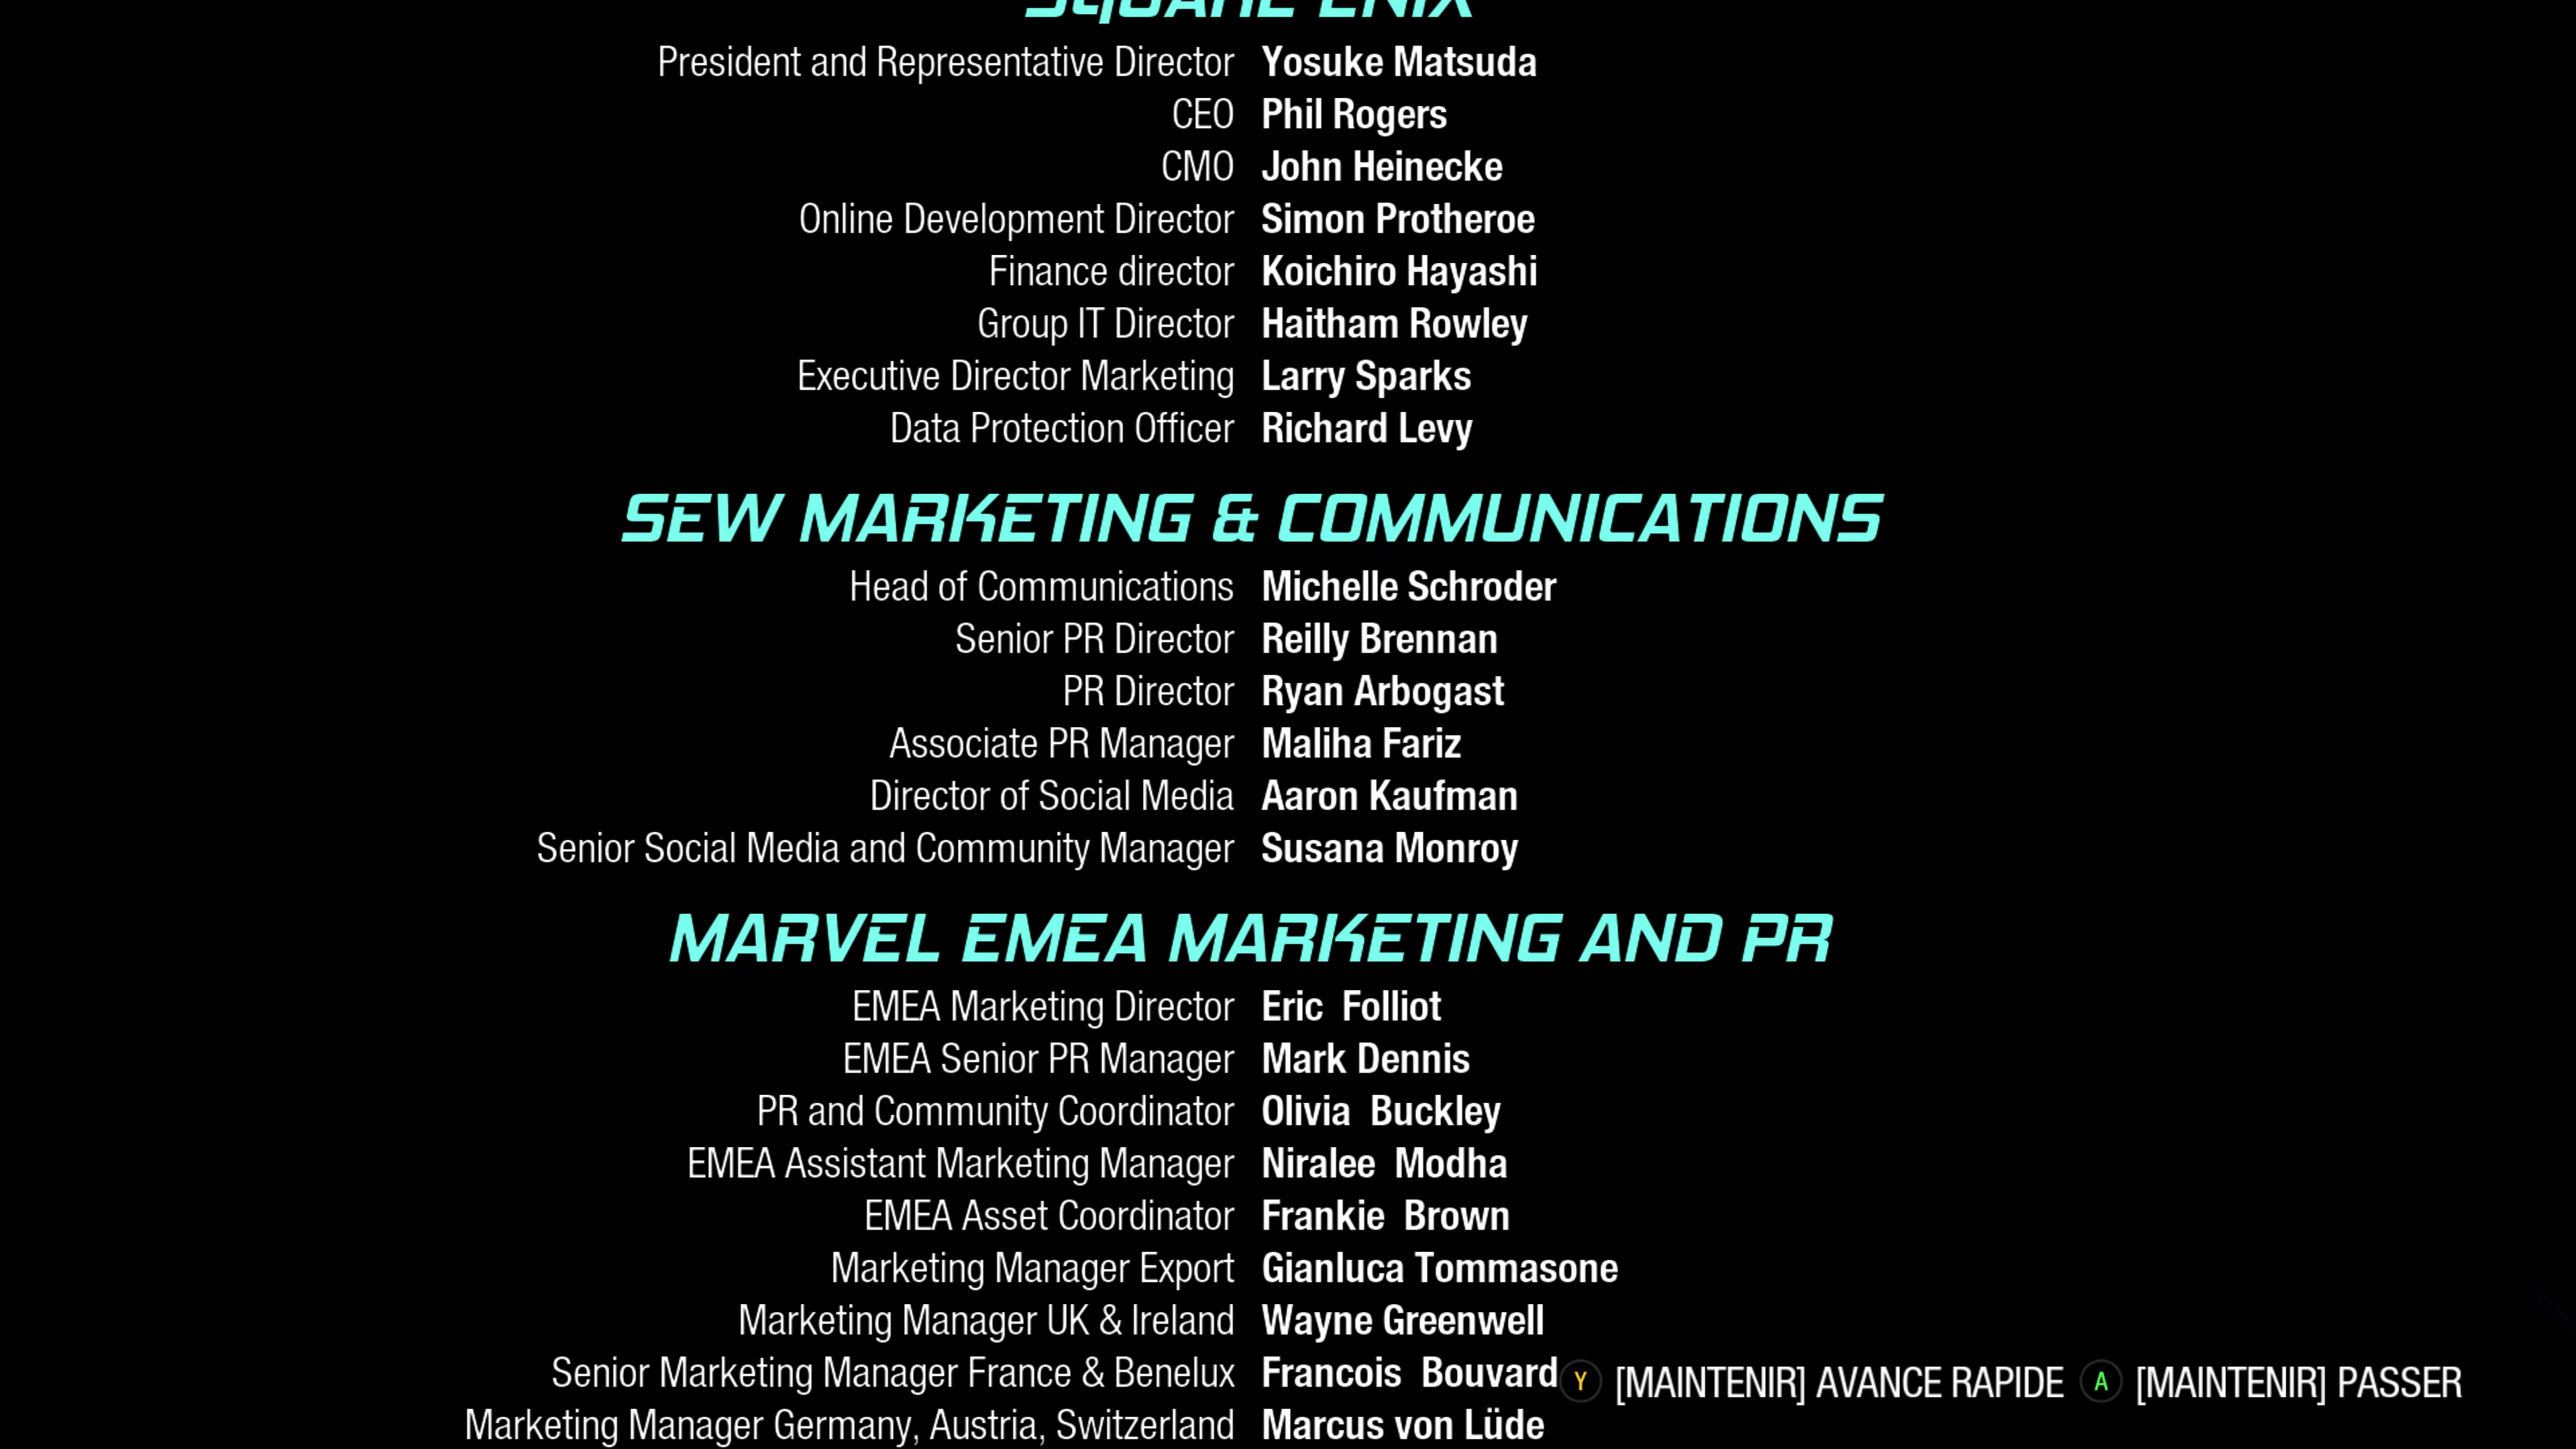 SQUARE ENIX
President and Representative Director Yosuke Matsuda
CEO Phil Rogers
CMO John Heinecke
Online Development Director Simon Protheroe
Finance director Koichiro Hayashi
Group IT Director Haitham Rowley
Executive Director Marketing Larry Sparks
Data Protection Officer Richard Levy
SEW MARKETING & COMMUNICATIONS
Head of Communications Michelle Schroder
Senior PR Director Reilly Brennan
PR Director Ryan Arbogast
Associate PR Manager Maliha Fariz
Director of Social Media Aaron Kaufman
Senior Social Media and Community Manager Susana Monroy
MARVEL EMEA MARKETING AND PR
EMEA Marketing Director Eric Folliot
EMEA Senior PR Manager Mark Dennis
PR and Community Coordinator Olivia Buckley
EMEA Assistant Marketing Manager Niralee Modha
EMEA Asset Coordinator Frankie Brown
Marketing Manager Export Gianluca Tommasone
Marketing Manager UK & Ireland Wayne Greenwell
Senior Marketing Manager France & Benelux Francois Bouvard
Y [MAINTENIR] AVANCE RAPIDE A [MAINTENIR] PASSER
Marketing Manager Germany, Austria, Switzerland Marcus von Lüde